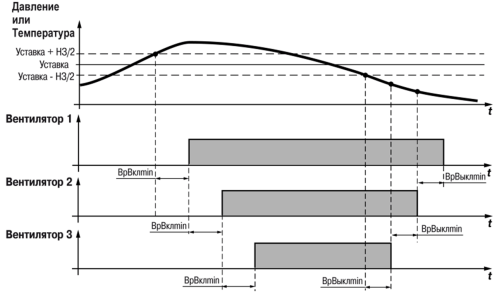 Давление
или
Температура
Уставка + НЗ/2
Уставка
Уставка - НЗ/2
t
Вентилятор 1
t
ВрВклmin
ВрВыклmin
Вентилятор 2
t
ВрВклmin
ВрВыклmin
Вентилятор 3
t
ВрВклmin
ВрВыклmin